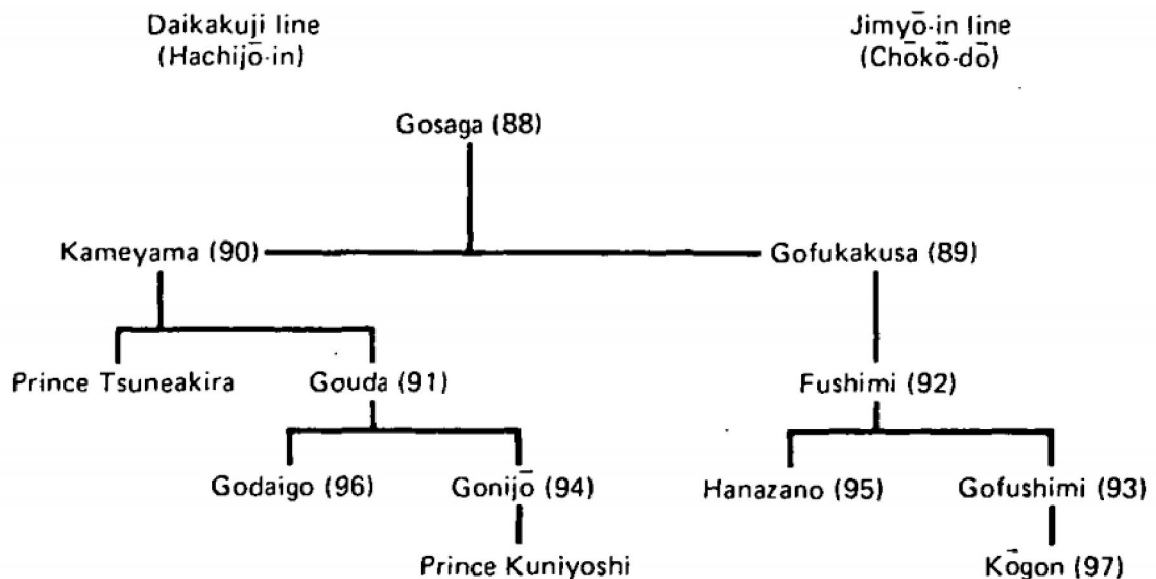 Daikakuji line
(Hachijō-in)
Jimyō-in line
(Chōkō-dō)
Gosaga (88)
Kameyama (90)
Gofukakusa (89)
Prince Tsuneakira
Gouda (91)
Fushimi (92)
Godaigo (96)
Gonijō (94)
Hanazano (95)
Gofushimi (93)
Prince Kuniyoshi
Kōgon (97)